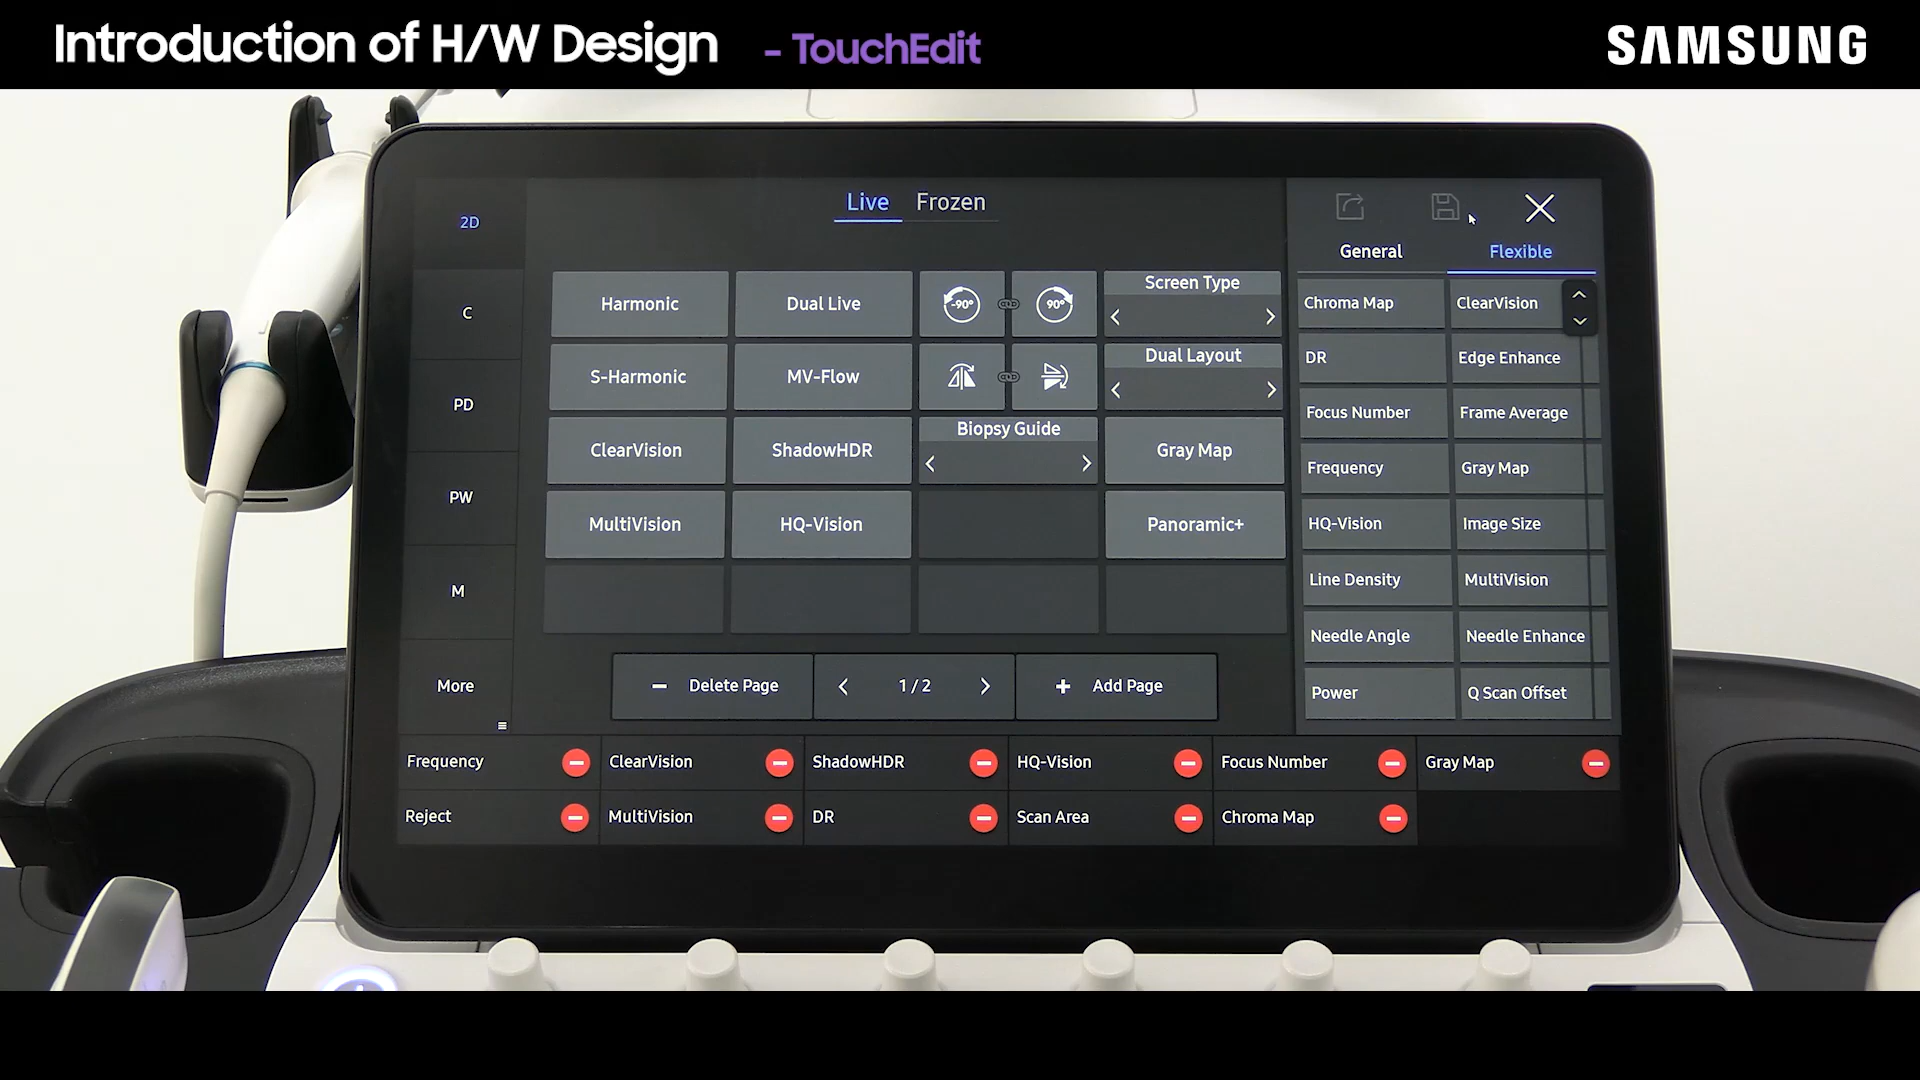 Introduction of H/W Design - TouchEdit
SAMSUNG
Live Frozen
2D
C
PD
PW
M
More
Harmonic Dual Live -90° 90° Screen Type
S-Harmonic MV-Flow Dual Layout
ClearVision ShadowHDR Biopsy Guide Gray Map
MultiVision HQ-Vision Panoramic+
Delete Page 1 / 2 Add Page
General Flexible
Chroma Map ClearVision
DR Edge Enhance
Focus Number Frame Average
Frequency Gray Map
HQ-Vision Image Size
Line Density MultiVision
Needle Angle Needle Enhance
Power Q Scan Offset
Frequency ClearVision ShadowHDR HQ-Vision Focus Number Gray Map
Reject MultiVision DR Scan Area Chroma Map